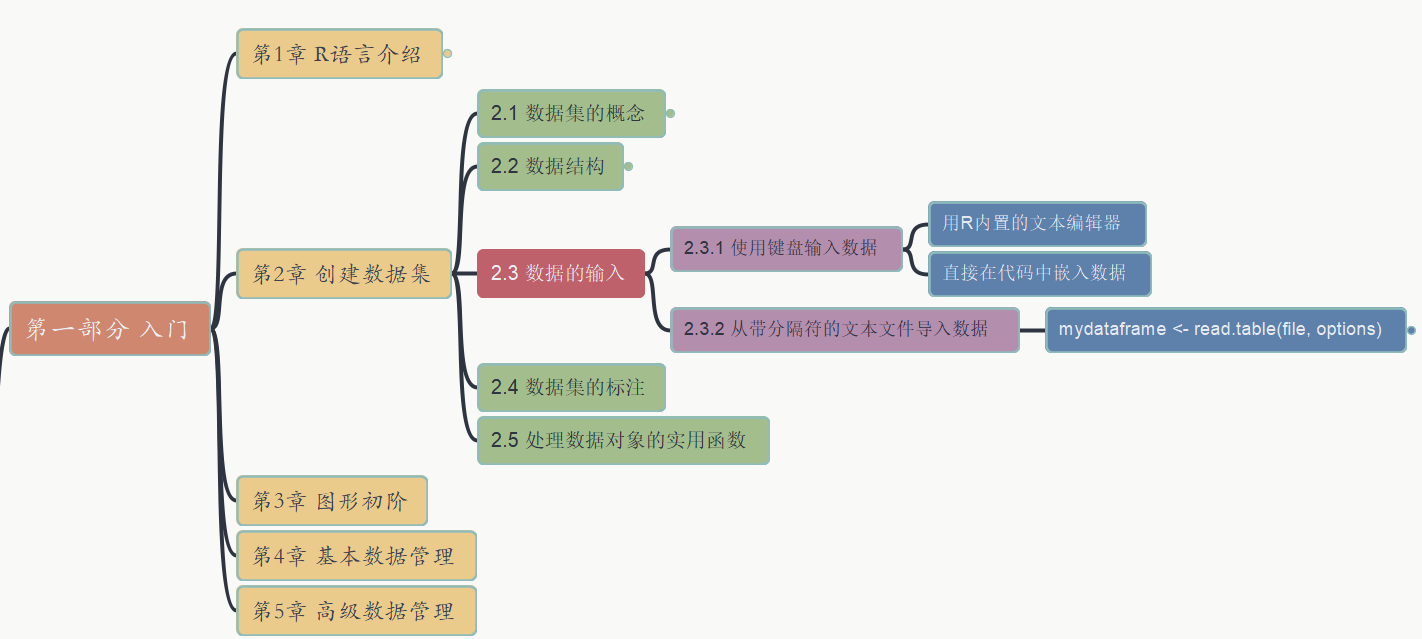 第一部分 入门
第1章 R语言介绍
第2章 创建数据集
2.1 数据集的概念
2.2 数据结构
2.3 数据的输入
2.3.1 使用键盘输入数据
用R内置的文本编辑器
直接在代码中嵌入数据
2.3.2 从带分隔符的文本文件导入数据
mydataframe <- read.table(file, options)
2.4 数据集的标注
2.5 处理数据对象的实用函数
第3章 图形初阶
第4章 基本数据管理
第5章 高级数据管理